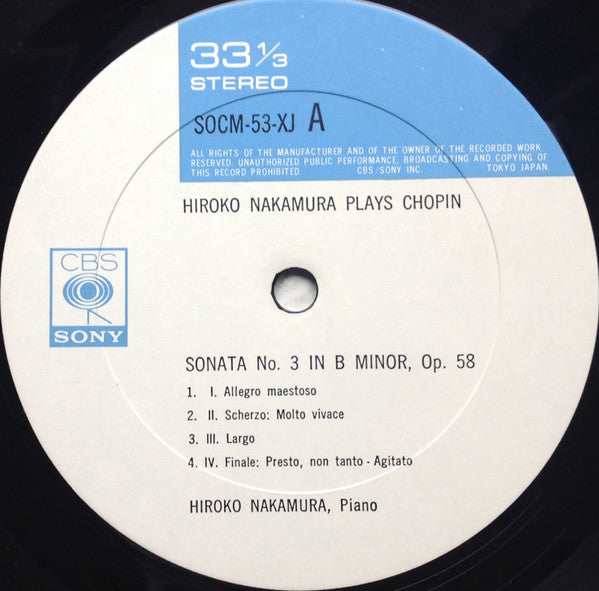 33 1/3
STEREO
SOCM-53-XJ A
ALL RIGHTS OF THE MANUFACTURER AND OF THE OWNER OF THE RECORDED WORK
RESERVED. UNAUTHORIZED PUBLIC PERFORMANCE, BROADCASTING AND COPYING OF
THIS RECORD PROHIBITED. CBS/SONY INC. TOKYO JAPAN.
HIROKO NAKAMURA PLAYS CHOPIN
CBS
SONY
SONATA No. 3 IN B MINOR, Op. 58
1. I. Allegro maestoso
2. II. Scherzo: Molto vivace
3. III. Largo
4. IV. Finale: Presto, non tanto - Agitato
HIROKO NAKAMURA, Piano